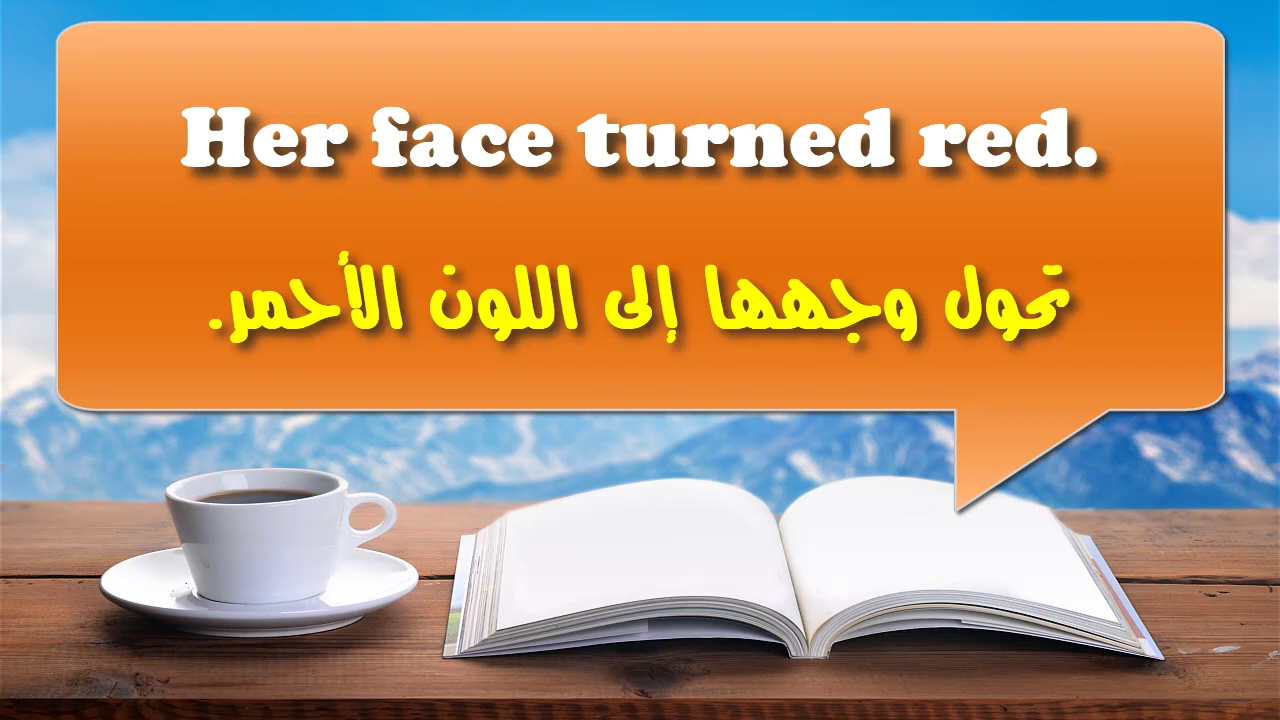 Her face turned red.
تحول وجهها إلى اللون الأحمر.